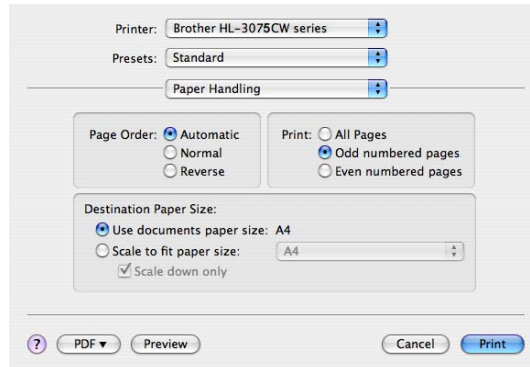 Printer: Brother HL-3075CW series
Presets: Standard
Paper Handling
Page Order: Automatic
Normal
Reverse
Print: All Pages
Odd numbered pages
Even numbered pages
Destination Paper Size:
Use documents paper size: A4
Scale to fit paper size: A4
Scale down only
? PDF ▼ Preview Cancel Print